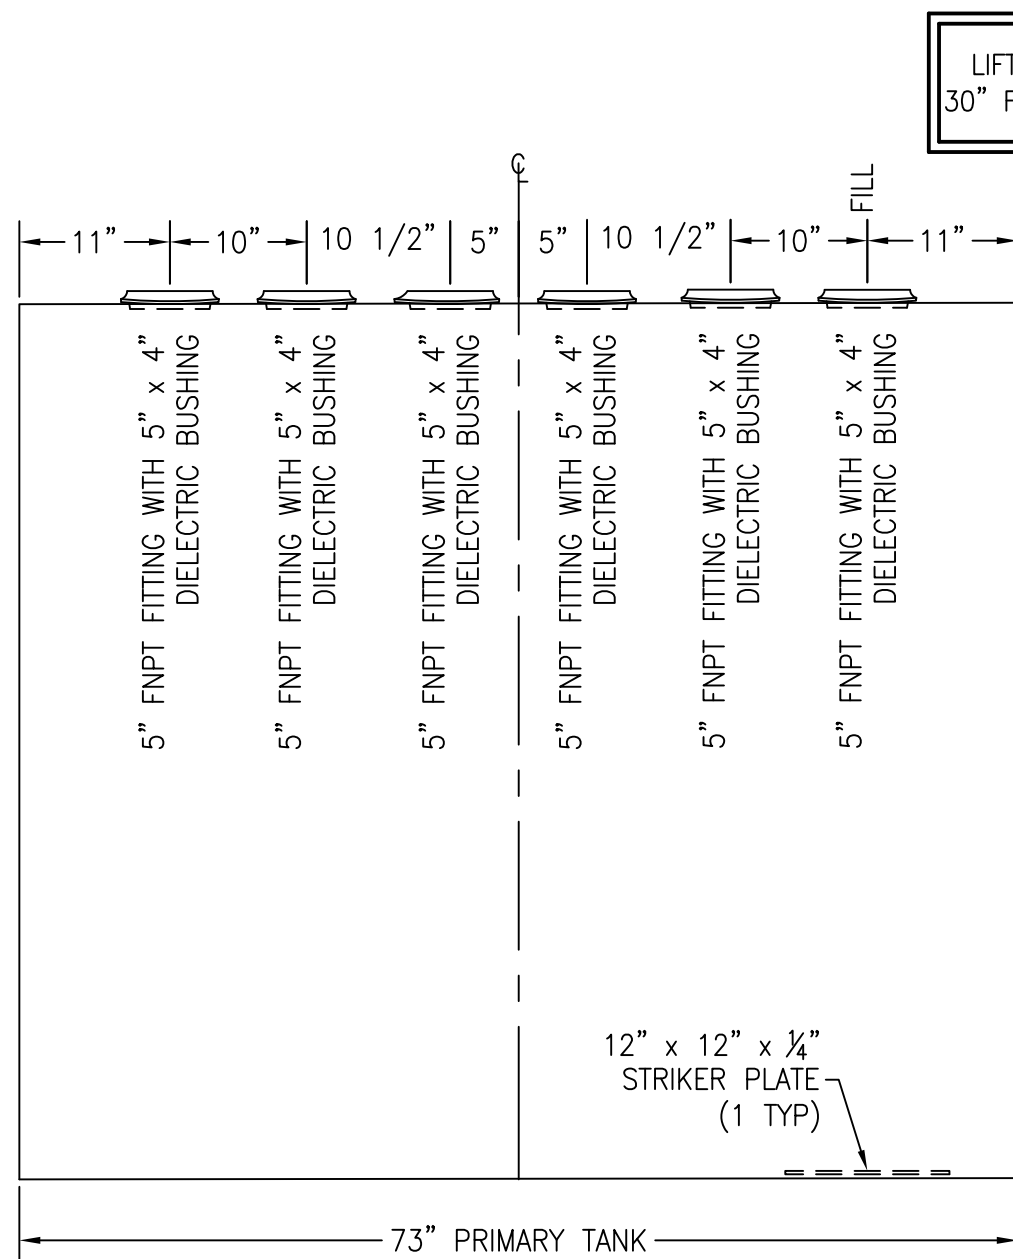 LIFT
30" F
℄
FILL
11" 10" 10 1/2" 5" 5" 10 1/2" 10" 11"
5" FNPT FITTING WITH 5" x 4"
DIELECTRIC BUSHING
5" FNPT FITTING WITH 5" x 4"
DIELECTRIC BUSHING
5" FNPT FITTING WITH 5" x 4"
DIELECTRIC BUSHING
5" FNPT FITTING WITH 5" x 4"
DIELECTRIC BUSHING
5" FNPT FITTING WITH 5" x 4"
DIELECTRIC BUSHING
5" FNPT FITTING WITH 5" x 4"
DIELECTRIC BUSHING
12" x 12" x ¼"
STRIKER PLATE
(1 TYP)
73" PRIMARY TANK